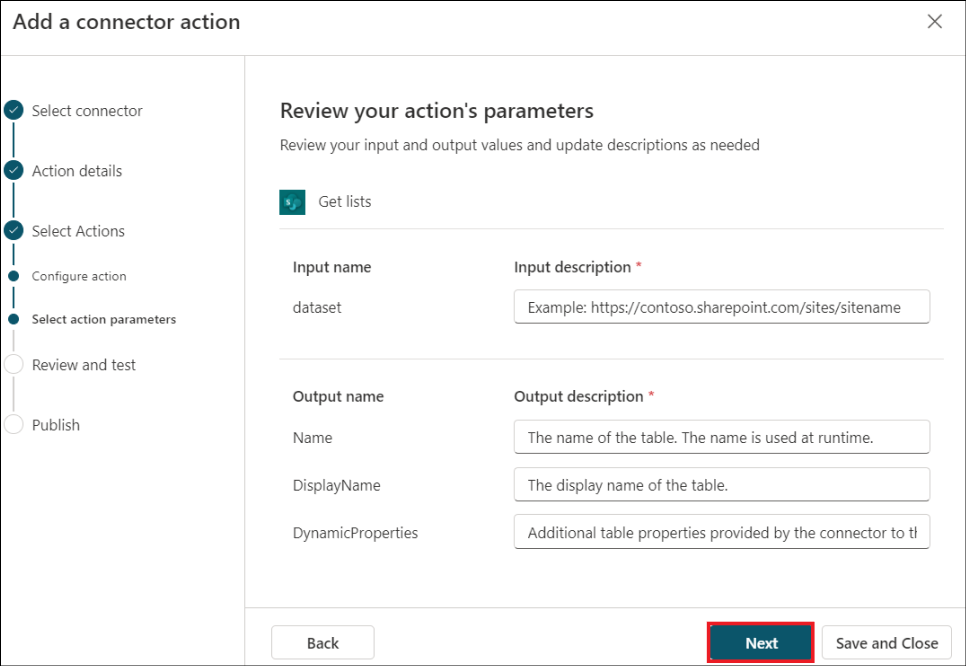 Add a connector action
Select connector
Action details
Select Actions
Configure action
Select action parameters
Review and test
Publish
Review your action's parameters
Review your input and output values and update descriptions as needed
Get lists
Input name
Input description *
dataset
Example: https://contoso.sharepoint.com/sites/sitename
Output name
Output description *
Name
The name of the table. The name is used at runtime.
DisplayName
The display name of the table.
DynamicProperties
Additional table properties provided by the connector to th
Back
Next
Save and Close